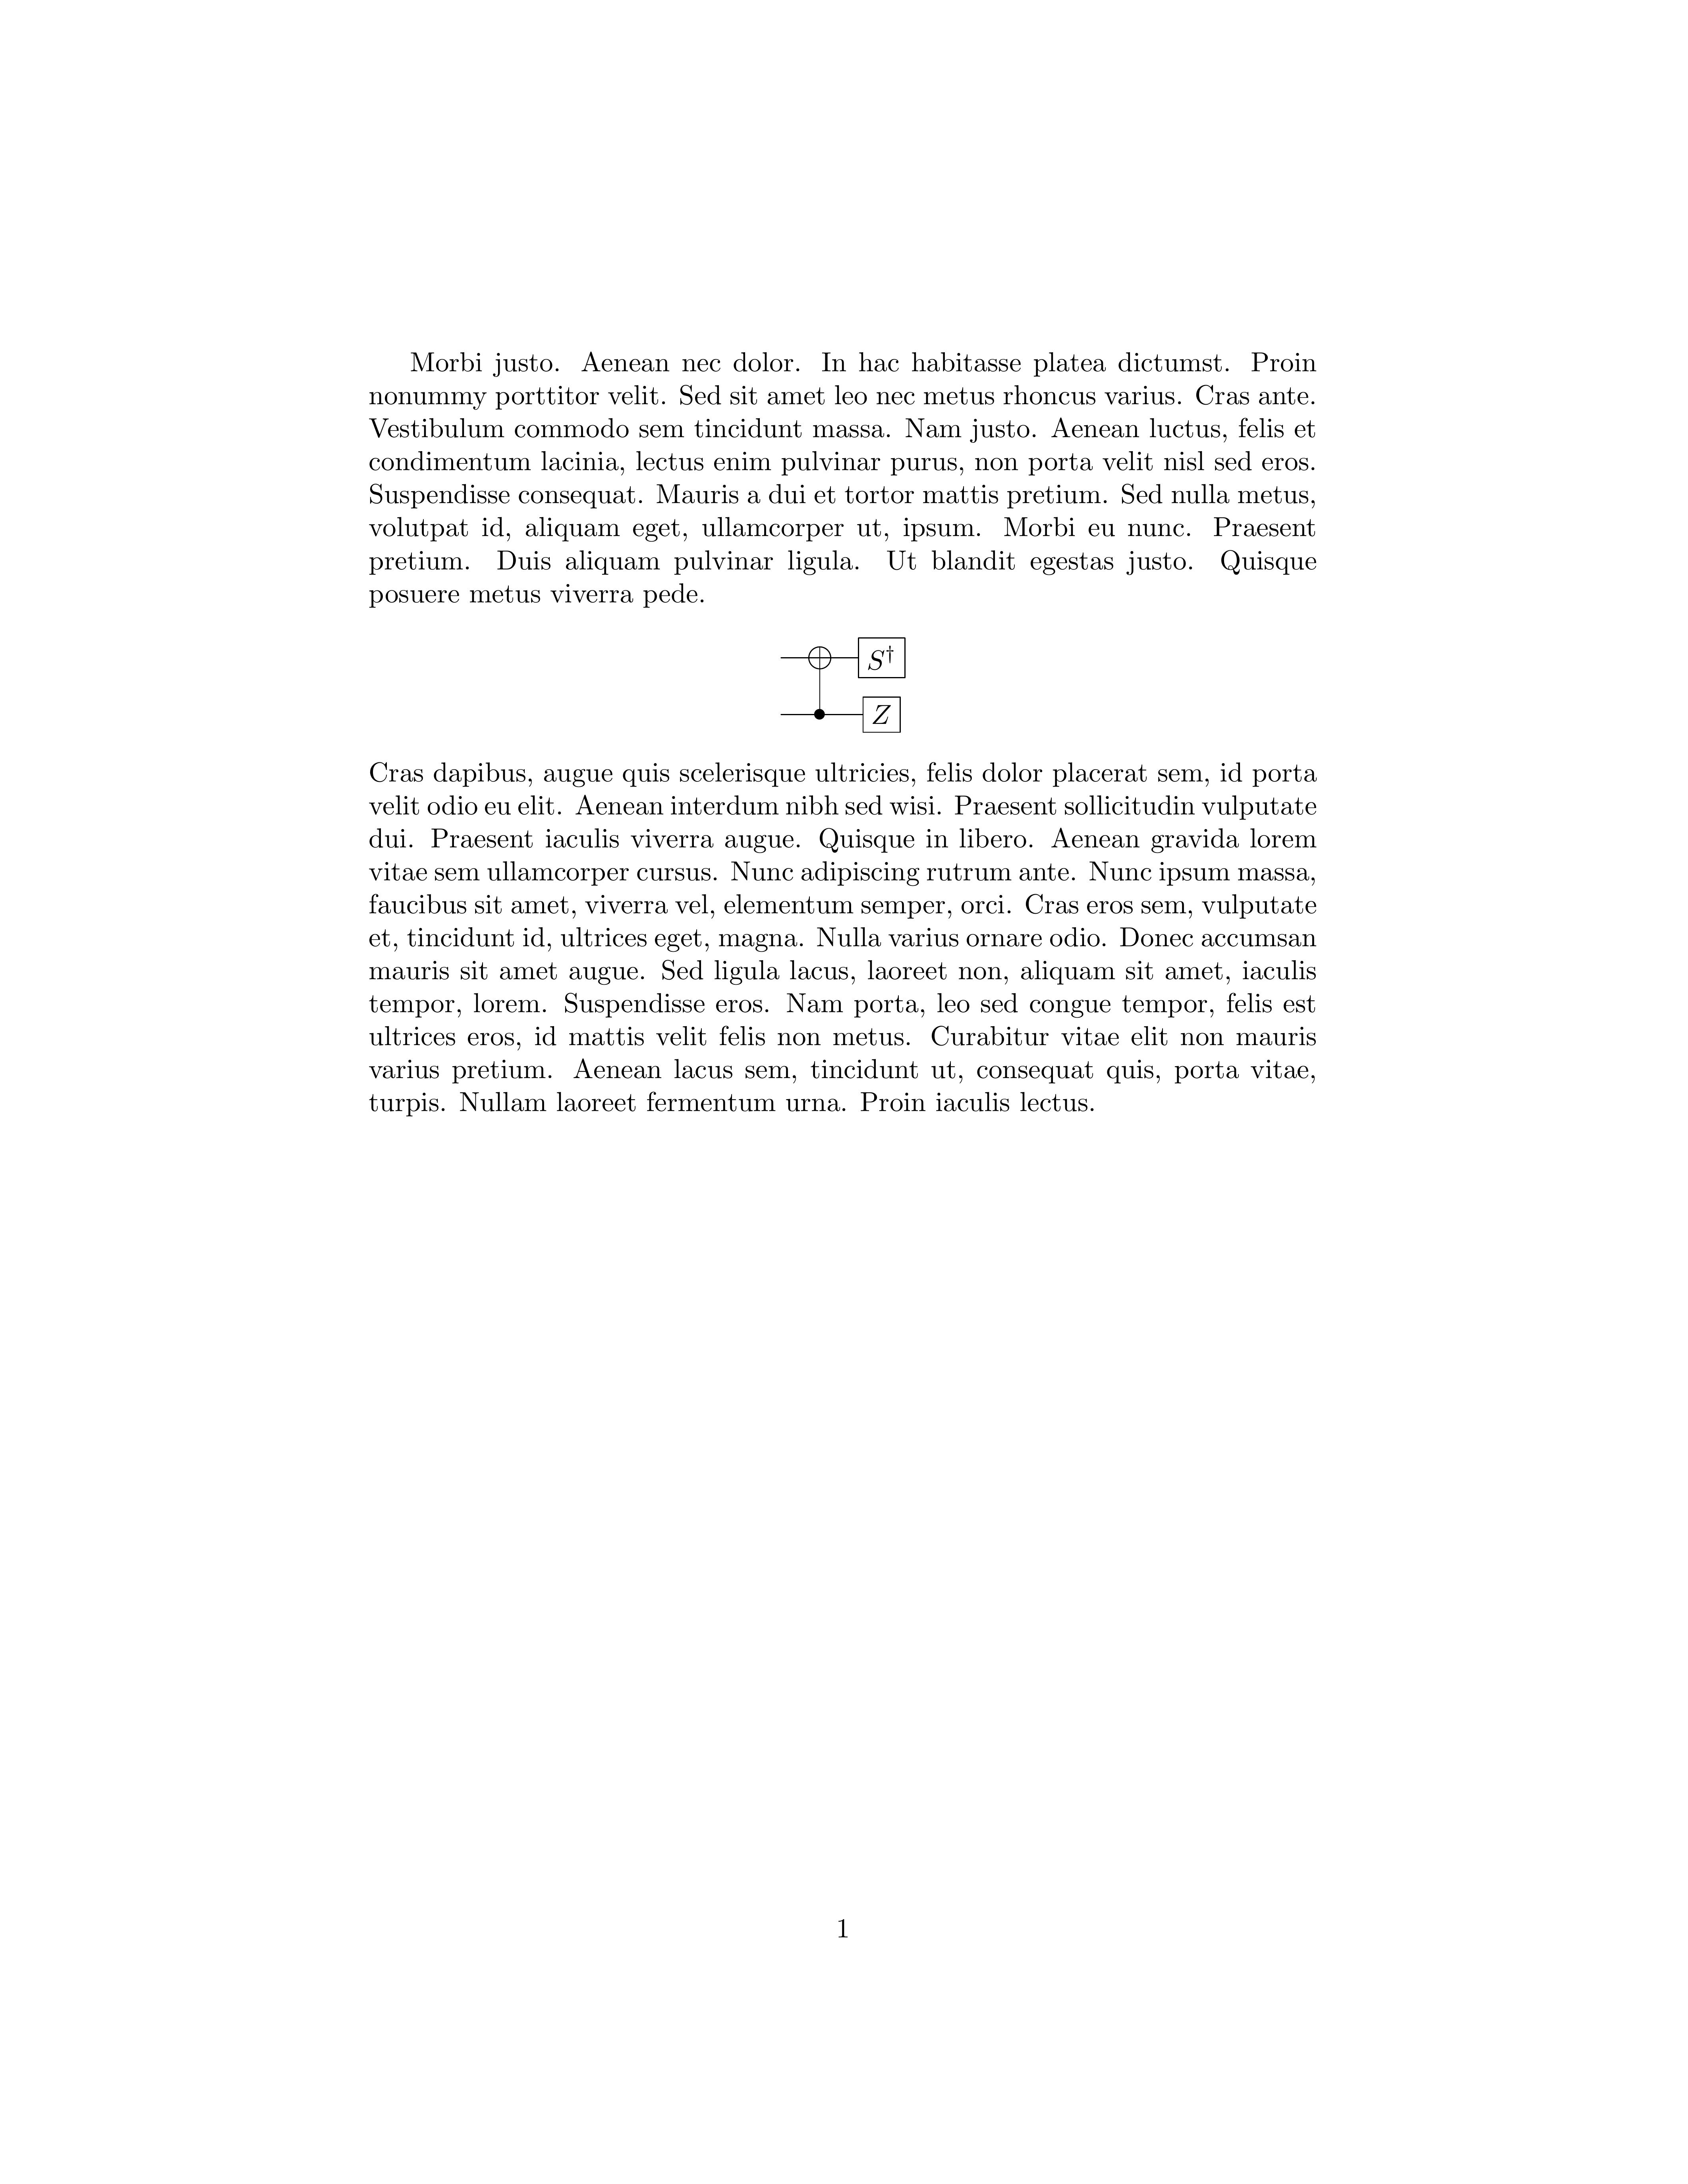 Morbi justo. Aenean nec dolor. In hac habitasse platea dictumst. Proin
nonummy porttitor velit. Sed sit amet leo nec metus rhoncus varius. Cras ante.
Vestibulum commodo sem tincidunt massa. Nam justo. Aenean luctus, felis et
condimentum lacinia, lectus enim pulvinar purus, non porta velit nisl sed eros.
Suspendisse consequat. Mauris a dui et tortor mattis pretium. Sed nulla metus,
volutpat id, aliquam eget, ullamcorper ut, ipsum. Morbi eu nunc. Praesent
pretium. Duis aliquam pulvinar ligula. Ut blandit egestas justo. Quisque
posuere metus viverra pede.
S†
Z
Cras dapibus, augue quis scelerisque ultricies, felis dolor placerat sem, id porta
velit odio eu elit. Aenean interdum nibh sed wisi. Praesent sollicitudin vulputate
dui. Praesent iaculis viverra augue. Quisque in libero. Aenean gravida lorem
vitae sem ullamcorper cursus. Nunc adipiscing rutrum ante. Nunc ipsum massa,
faucibus sit amet, viverra vel, elementum semper, orci. Cras eros sem, vulputate
et, tincidunt id, ultrices eget, magna. Nulla varius ornare odio. Donec accumsan
mauris sit amet augue. Sed ligula lacus, laoreet non, aliquam sit amet, iaculis
tempor, lorem. Suspendisse eros. Nam porta, leo sed congue tempor, felis est
ultrices eros, id mattis velit felis non metus. Curabitur vitae elit non mauris
varius pretium. Aenean lacus sem, tincidunt ut, consequat quis, porta vitae,
turpis. Nullam laoreet fermentum urna. Proin iaculis lectus.
1